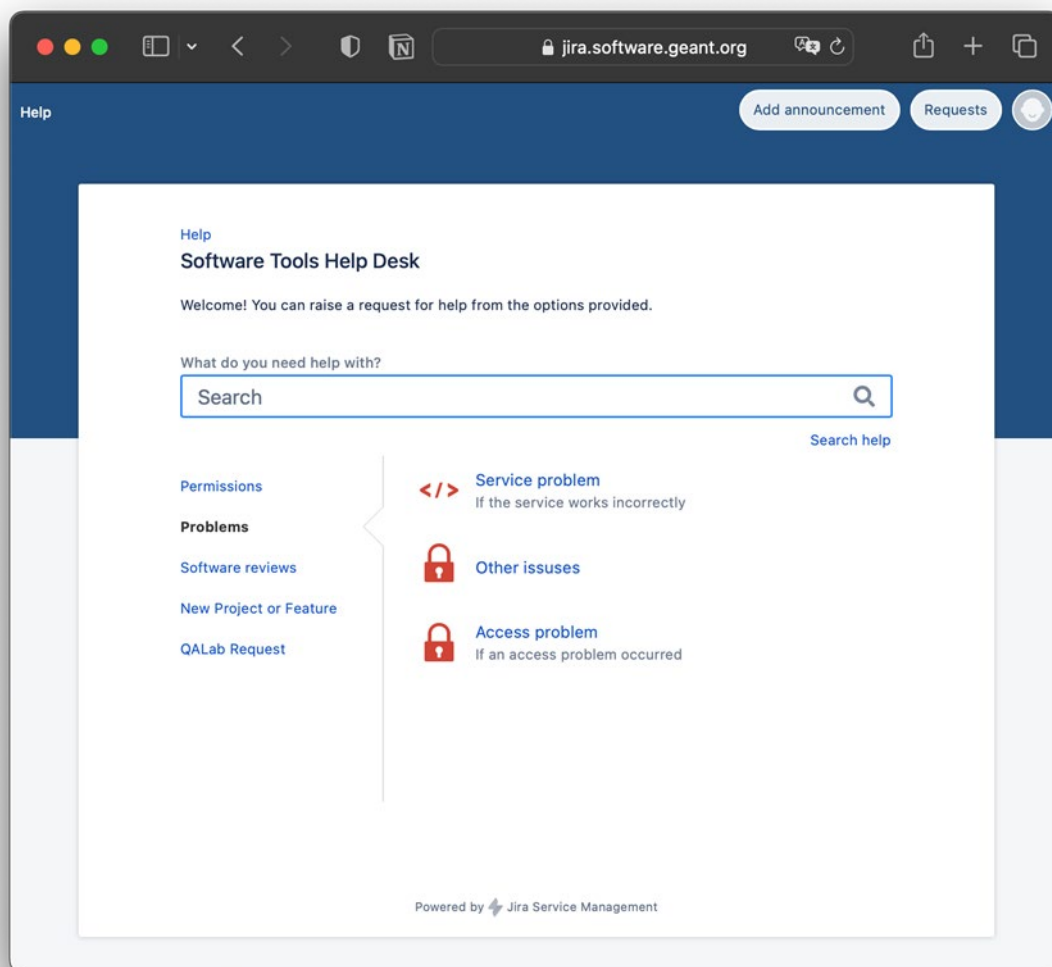 jira.software.geant.org
Help
Add announcement
Requests
Help
Software Tools Help Desk
Welcome! You can raise a request for help from the options provided.
What do you need help with?
Search
Search help
Permissions
Problems
Software reviews
New Project or Feature
QALab Request
</> Service problem
If the service works incorrectly
Other issuses
Access problem
If an access problem occurred
Powered by Jira Service Management